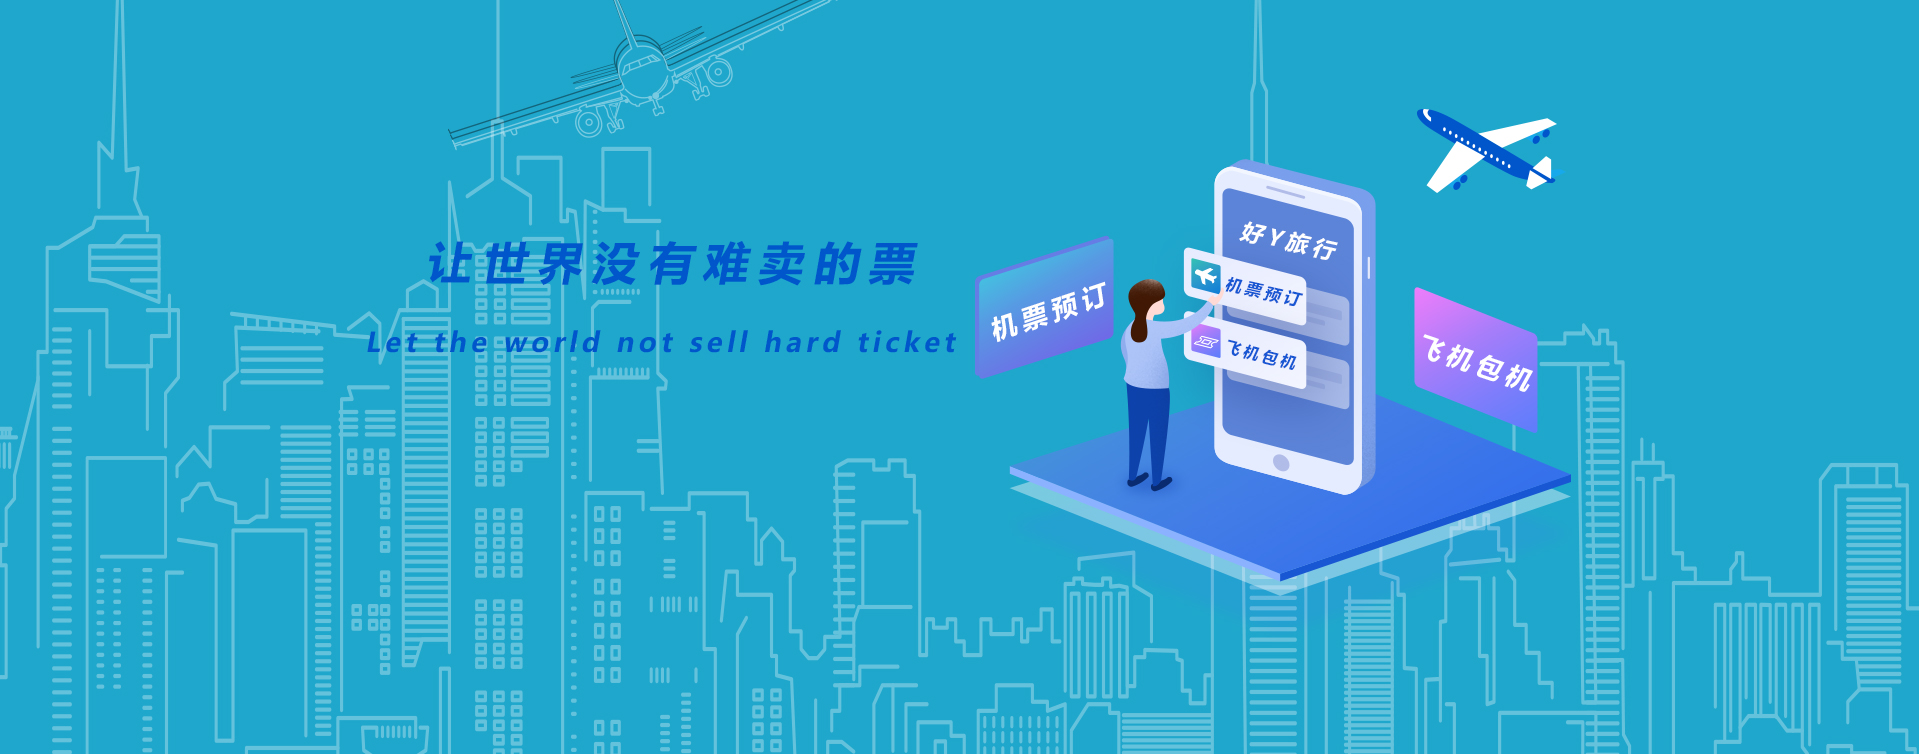 让世界没有难卖的票
Let the world not sell hard ticket
机票预订
好Y旅行
机票预订
飞机包机
飞机包机